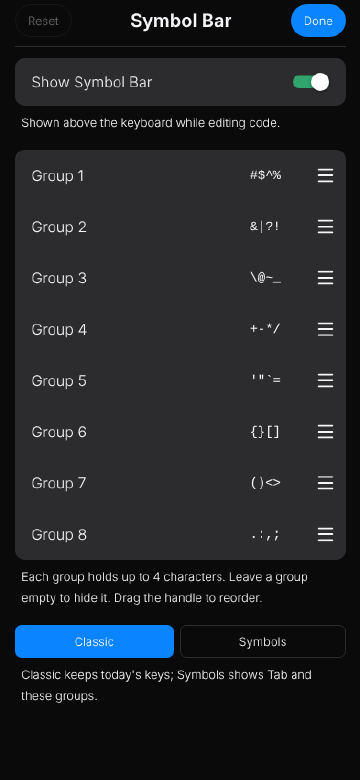 Reset
Symbol Bar
Done
Show Symbol Bar
Shown above the keyboard while editing code.
Group 1 #$^%
Group 2 &|?!
Group 3 \@~_
Group 4 +-*/
Group 5 '"`=
Group 6 {}[]
Group 7 ()<>
Group 8 .:,;
Each group holds up to 4 characters. Leave a group
empty to hide it. Drag the handle to reorder.
Classic
Symbols
Classic keeps today's keys; Symbols shows Tab and
these groups.